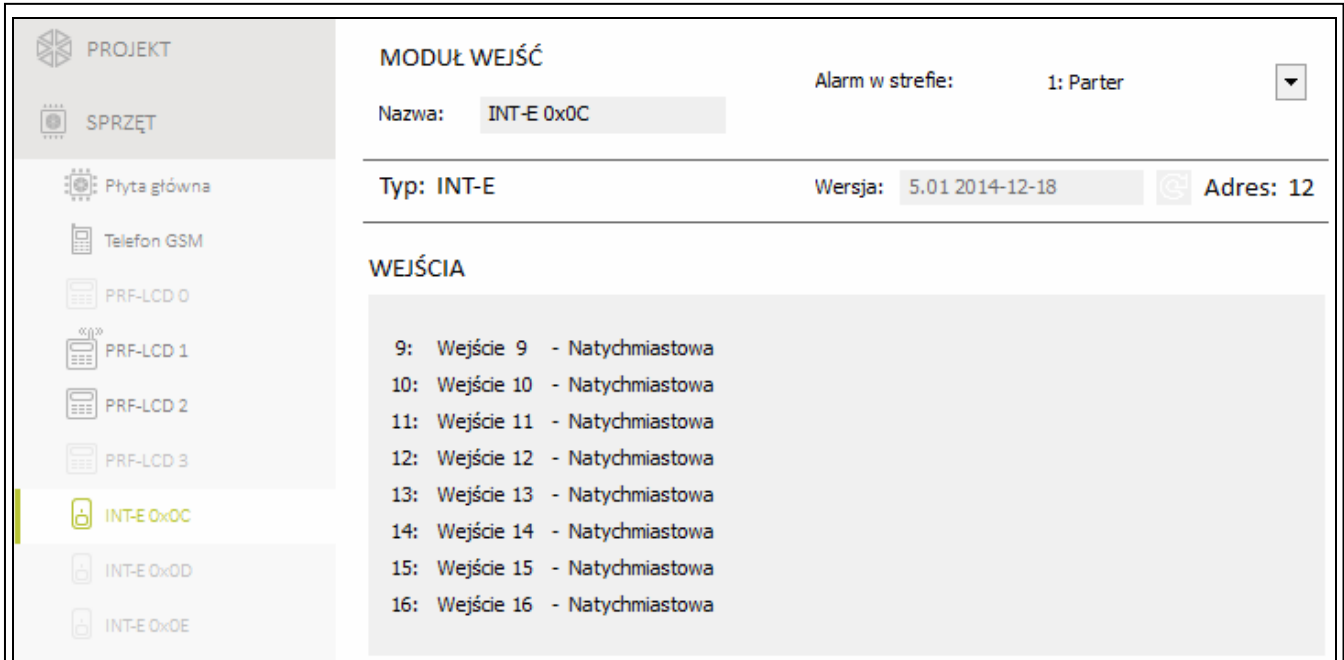 PROJEKT
SPRZĘT
Płyta główna
Telefon GSM
PRF-LCD 0
PRF-LCD 1
PRF-LCD 2
PRF-LCD 3
INT-E 0x0C
INT-E 0x0D
INT-E 0x0E
MODUŁ WEJŚĆ
Nazwa: INT-E 0x0C
Alarm w strefie: 1: Parter
Typ: INT-E Wersja: 5.01 2014-12-18 Adres: 12
WEJŚCIA
9: Wejście 9 - Natychmiastowa
10: Wejście 10 - Natychmiastowa
11: Wejście 11 - Natychmiastowa
12: Wejście 12 - Natychmiastowa
13: Wejście 13 - Natychmiastowa
14: Wejście 14 - Natychmiastowa
15: Wejście 15 - Natychmiastowa
16: Wejście 16 - Natychmiastowa